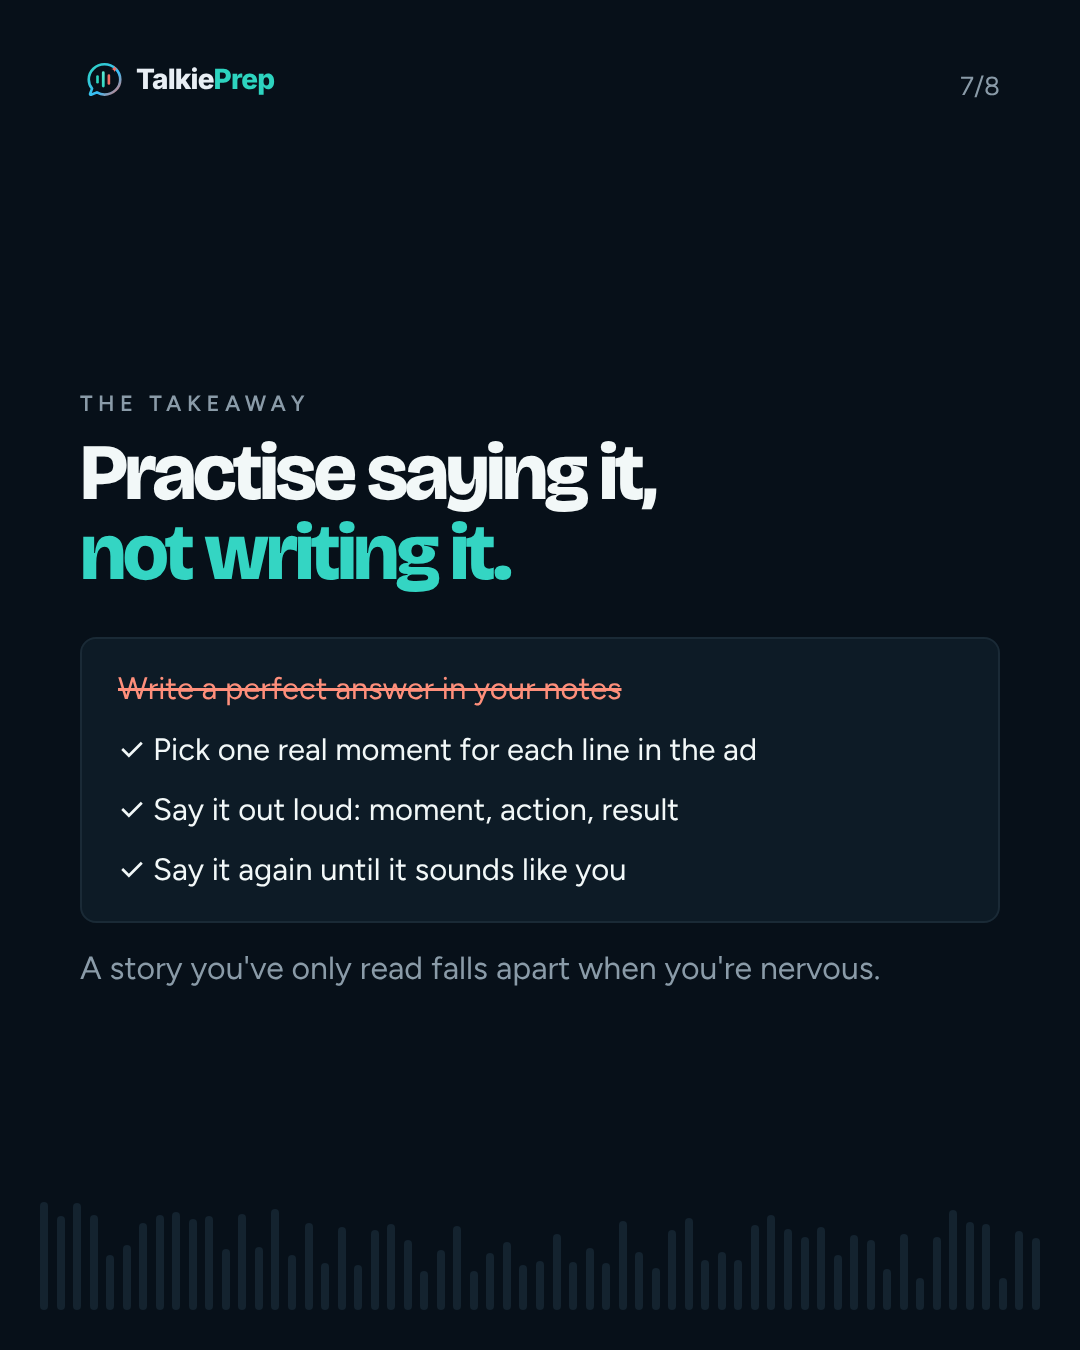 TalkiePrep
7/8
THE TAKEAWAY
Practise saying it,
not writing it.
Write a perfect answer in your notes
✓ Pick one real moment for each line in the ad
✓ Say it out loud: moment, action, result
✓ Say it again until it sounds like you
A story you've only read falls apart when you're nervous.